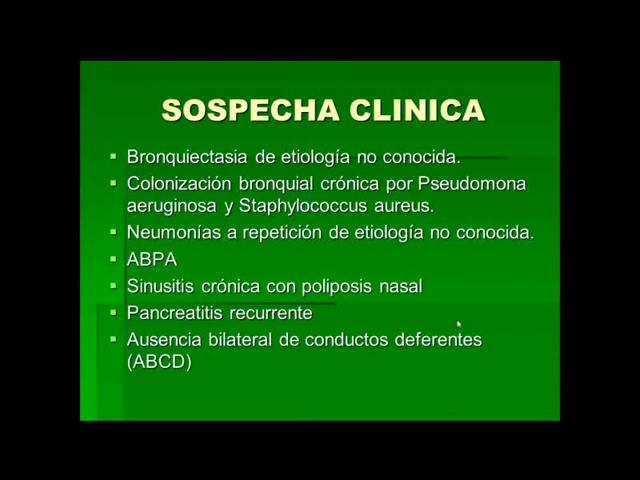 SOSPECHA CLINICA
Bronquiectasia de etiología no conocida.
Colonización bronquial crónica por Pseudomona
aeruginosa y Staphylococcus aureus.
Neumonías a repetición de etiología no conocida.
ABPA
Sinusitis crónica con poliposis nasal
Pancreatitis recurrente
Ausencia bilateral de conductos deferentes
(ABCD)